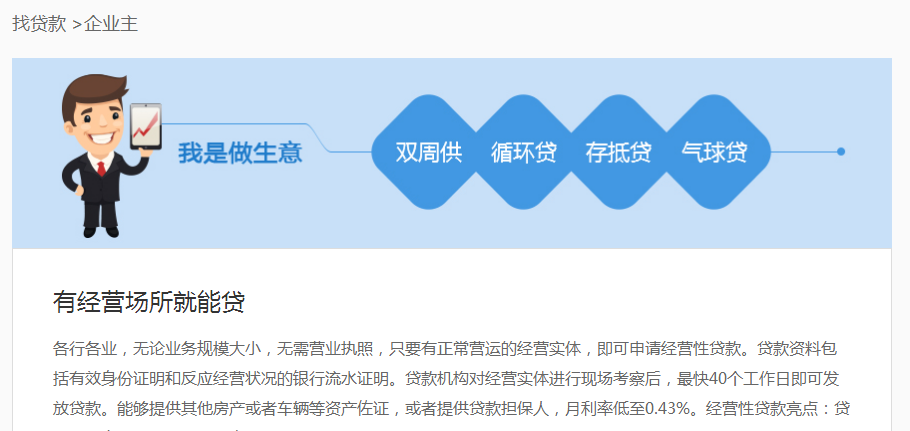 找贷款 >企业主
我是做生意
双周供
循环贷
存抵贷
气球贷
有经营场所就能贷
各行各业，无论业务规模大小，无需营业执照，只要有正常营运的经营实体，即可申请经营性贷款。贷款资料包
括有效身份证明和反应经营状况的银行流水证明。贷款机构对经营实体进行现场考察后，最快40个工作日即可发
放贷款。能够提供其他房产或者车辆等资产佐证，或者提供贷款担保人，月利率低至0.43%。经营性贷款亮点：贷